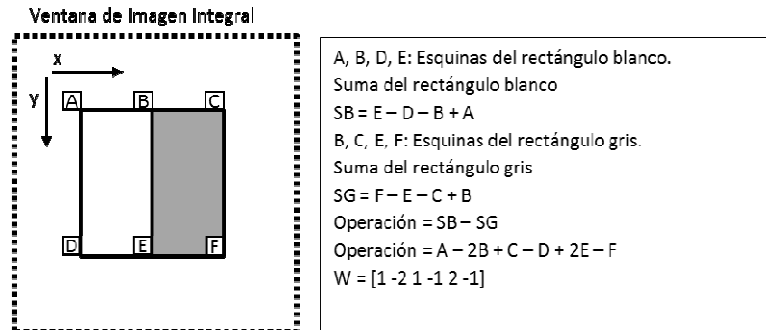 Ventana de Imagen Integral
X
Y
A B C
D E F
A, B, D, E: Esquinas del rectángulo blanco.
Suma del rectángulo blanco
SB = E – D – B + A
B, C, E, F: Esquinas del rectángulo gris.
Suma del rectángulo gris
SG = F – E – C + B
Operación = SB – SG
Operación = A – 2B + C – D + 2E – F
W = [1 -2 1 -1 2 -1]